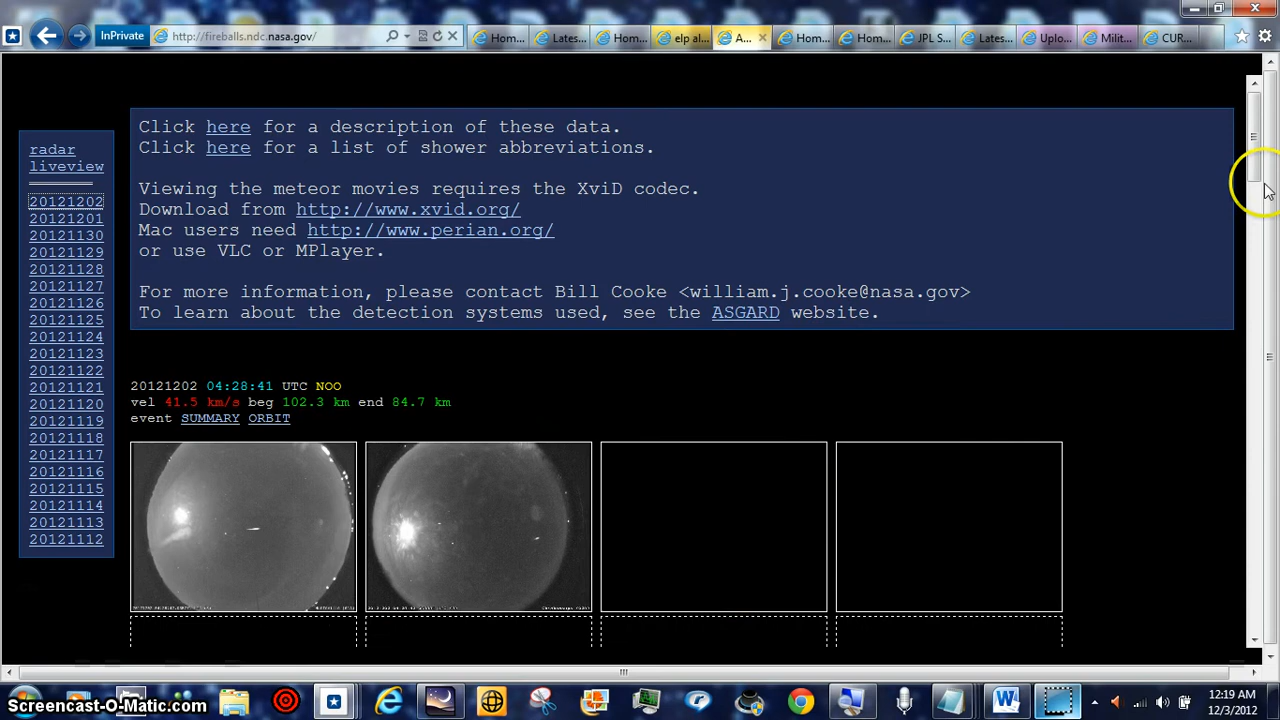 InPrivate
http://fireballs.ndc.nasa.gov/
Hom...
Lates...
Hom...
elp al...
A...
Hom...
Hom...
JPL S...
Lates...
Uplo...
Milit...
CUR...
radar
liveview
20121202
20121201
20121130
20121129
20121128
20121127
20121126
20121125
20121124
20121123
20121122
20121121
20121120
20121119
20121118
20121117
20121116
20121115
20121114
20121113
20121112
Click here for a description of these data.
Click here for a list of shower abbreviations.
Viewing the meteor movies requires the XviD codec.
Download from http://www.xvid.org/
Mac users need http://www.perian.org/
or use VLC or MPlayer.
For more information, please contact Bill Cooke <william.j.cooke@nasa.gov>
To learn about the detection systems used, see the ASGARD website.
20121202 04:28:41 UTC NOO
vel 41.5 km/s beg 102.3 km end 84.7 km
event SUMMARY ORBIT
Screencast-O-Matic.com
12:19 AM
12/3/2012